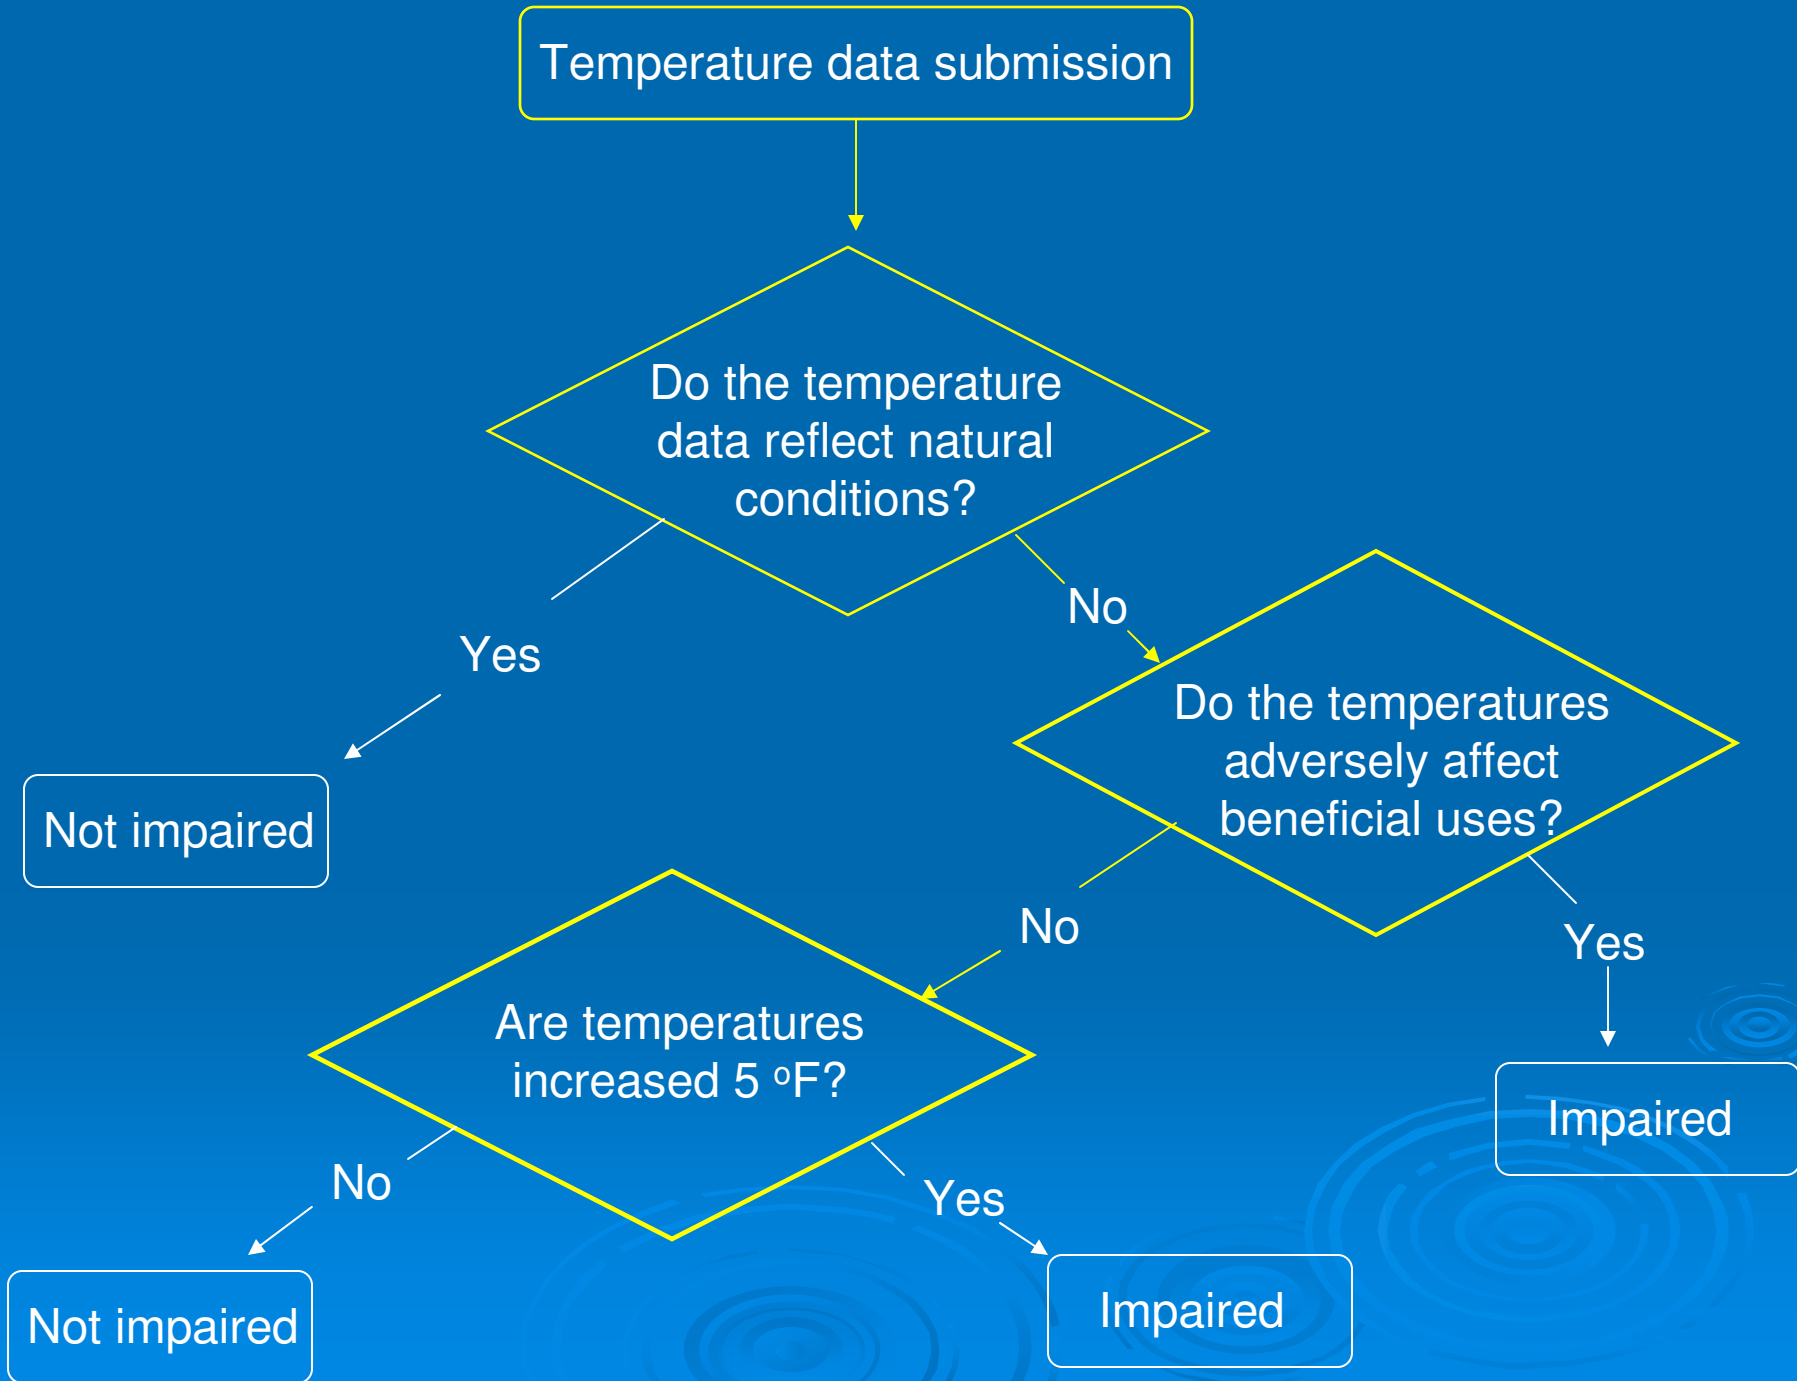 Temperature data submission
Do the temperature
data reflect natural
conditions?
No
Yes
Do the temperatures
adversely affect
beneficial uses?
Not impaired
No
Yes
Are temperatures
increased 5 ºF?
Impaired
No
Yes
Impaired
Not impaired